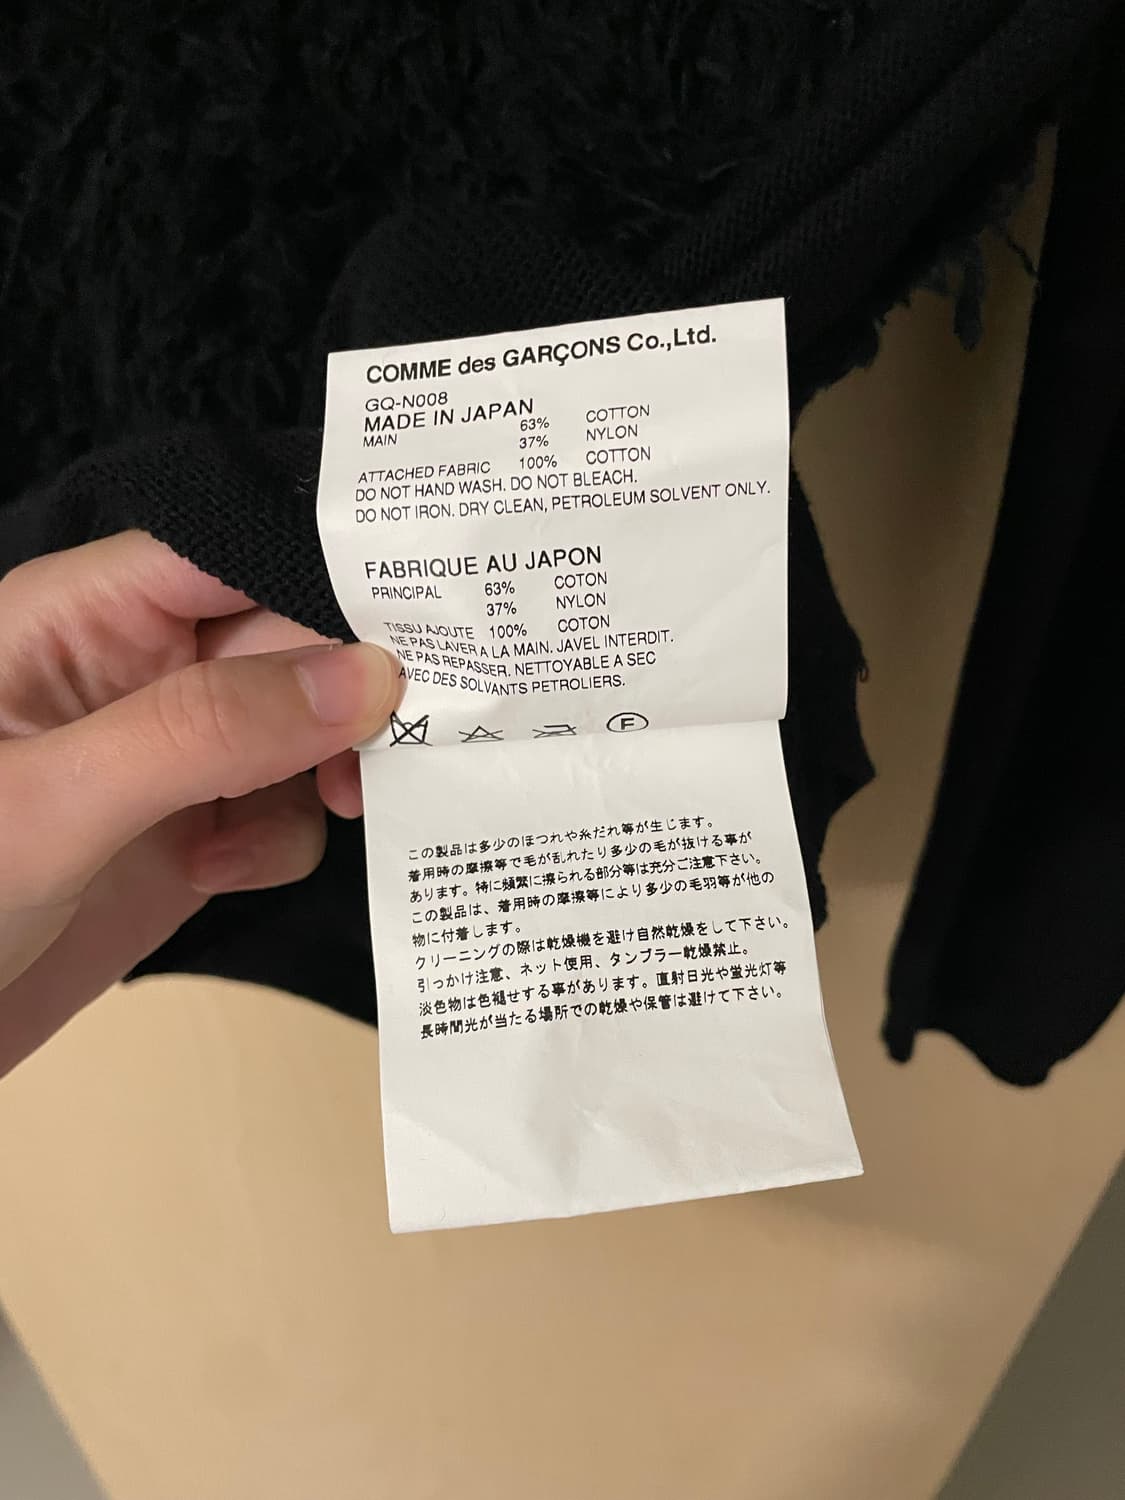 COMME des GARÇONS Co.,Ltd.
GQ-N008
MADE IN JAPAN
MAIN 63% COTTON
37% NYLON
ATTACHED FABRIC 100% COTTON
DO NOT HAND WASH. DO NOT BLEACH.
DO NOT IRON. DRY CLEAN, PETROLEUM SOLVENT ONLY.
FABRIQUE AU JAPON
PRINCIPAL 63% COTON
37% NYLON
TISSU AJOUTE 100% COTON
NE PAS LAVER A LA MAIN. JAVEL INTERDIT.
NE PAS REPASSER. NETTOYABLE A SEC
AVEC DES SOLVANTS PETROLIERS.
F
この製品は多少のほつれや糸だれ等が生じます。
着用時の摩擦等で毛が乱れたり多少の毛が抜ける事が
あります。特に頻繁に擦られる部分等は充分ご注意下さい。
この製品は、着用時の摩擦等により多少の毛羽等が他の
物に付着します。
クリーニングの際は乾燥機を避け自然乾燥をして下さい。
引っかけ注意、ネット使用、タンブラー乾燥禁止。
淡色物は色褪せする事があります。直射日光や蛍光灯等
長時間光が当たる場所での乾燥や保管は避けて下さい。